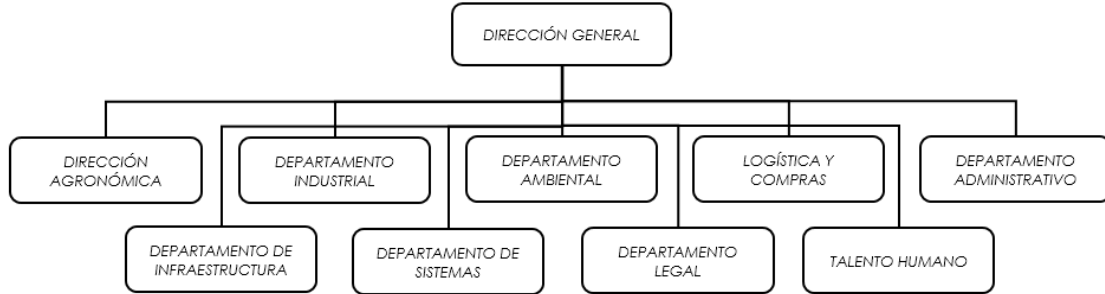 DIRECCIÓN GENERAL
DIRECCIÓN
AGRONÓMICA
DEPARTAMENTO
INDUSTRIAL
DEPARTAMENTO
AMBIENTAL
LOGÍSTICA Y
COMPRAS
DEPARTAMENTO
ADMINISTRATIVO
DEPARTAMENTO DE
INFRAESTRUCTURA
DEPARTAMENTO DE
SISTEMAS
DEPARTAMENTO
LEGAL
TALENTO HUMANO